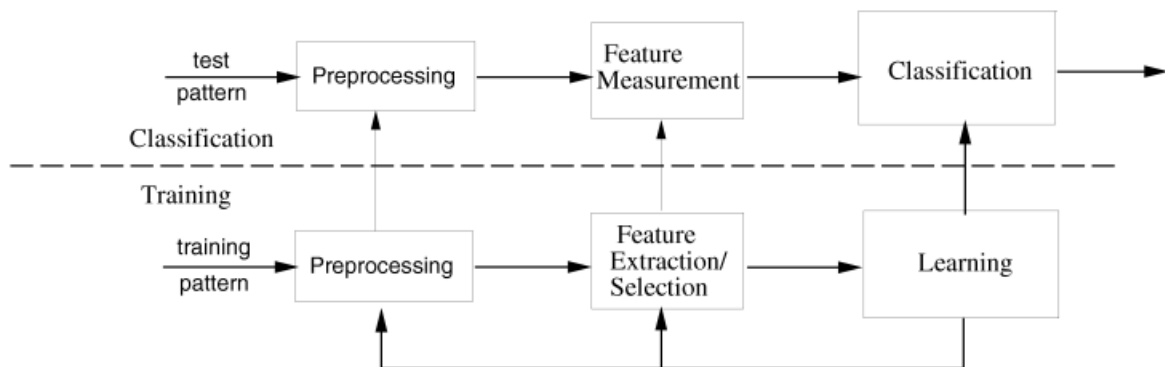 test
pattern
Preprocessing
Feature
Measurement
Classification
Classification
Training
training
pattern
Preprocessing
Feature
Extraction/
Selection
Learning